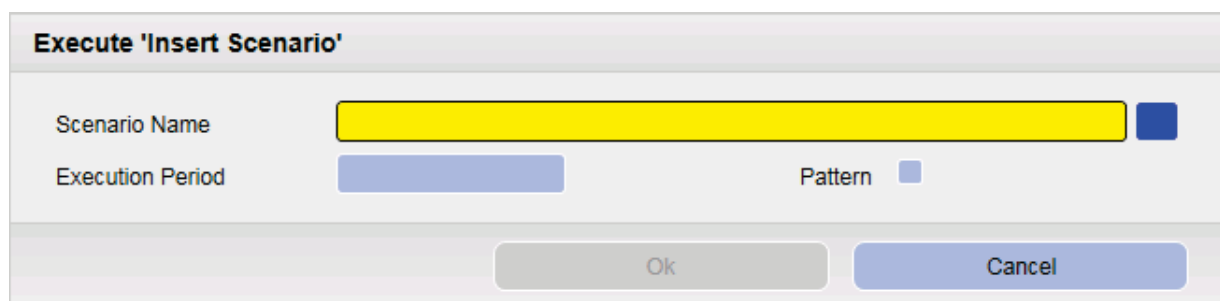 Execute 'Insert Scenario'
Scenario Name
Execution Period Pattern
Ok Cancel